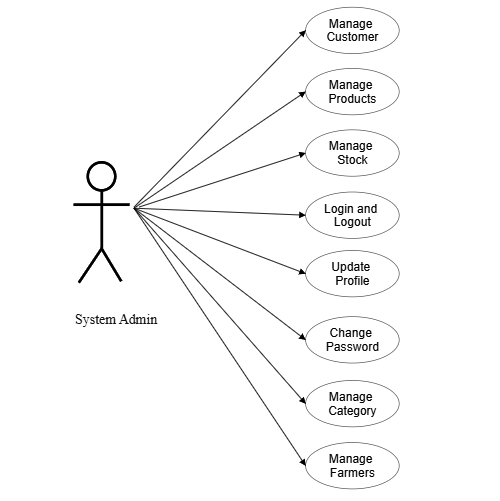 Manage
Customer
Manage
Products
Manage
Stock
Login and
Logout
Update
Profile
System Admin
Change
Password
Manage
Category
Manage
Farmers